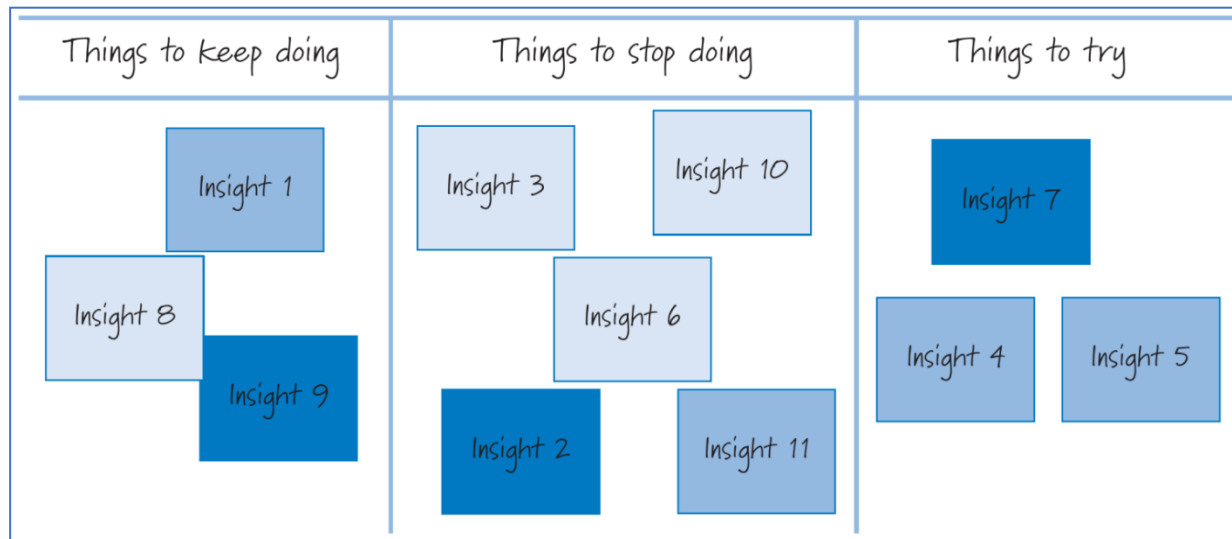 Things to keep doing
Things to stop doing
Things to try
Insight 1
Insight 8
Insight 9
Insight 3
Insight 10
Insight 6
Insight 2
Insight 11
Insight 7
Insight 4
Insight 5